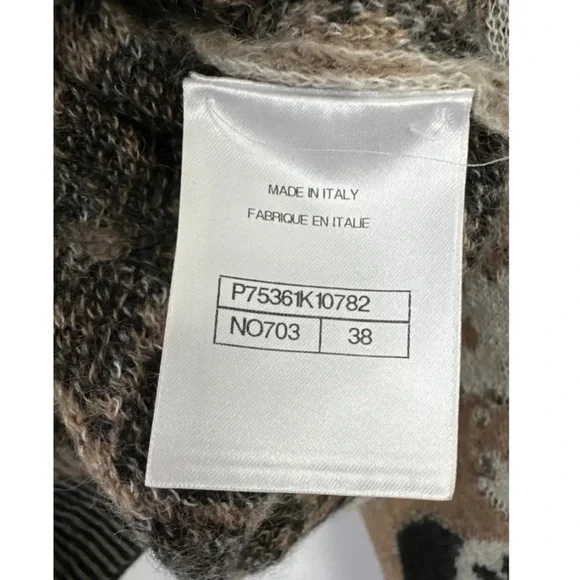 MADE IN ITALY
FABRIQUE EN ITALIE
P75361K10782
NO703 38